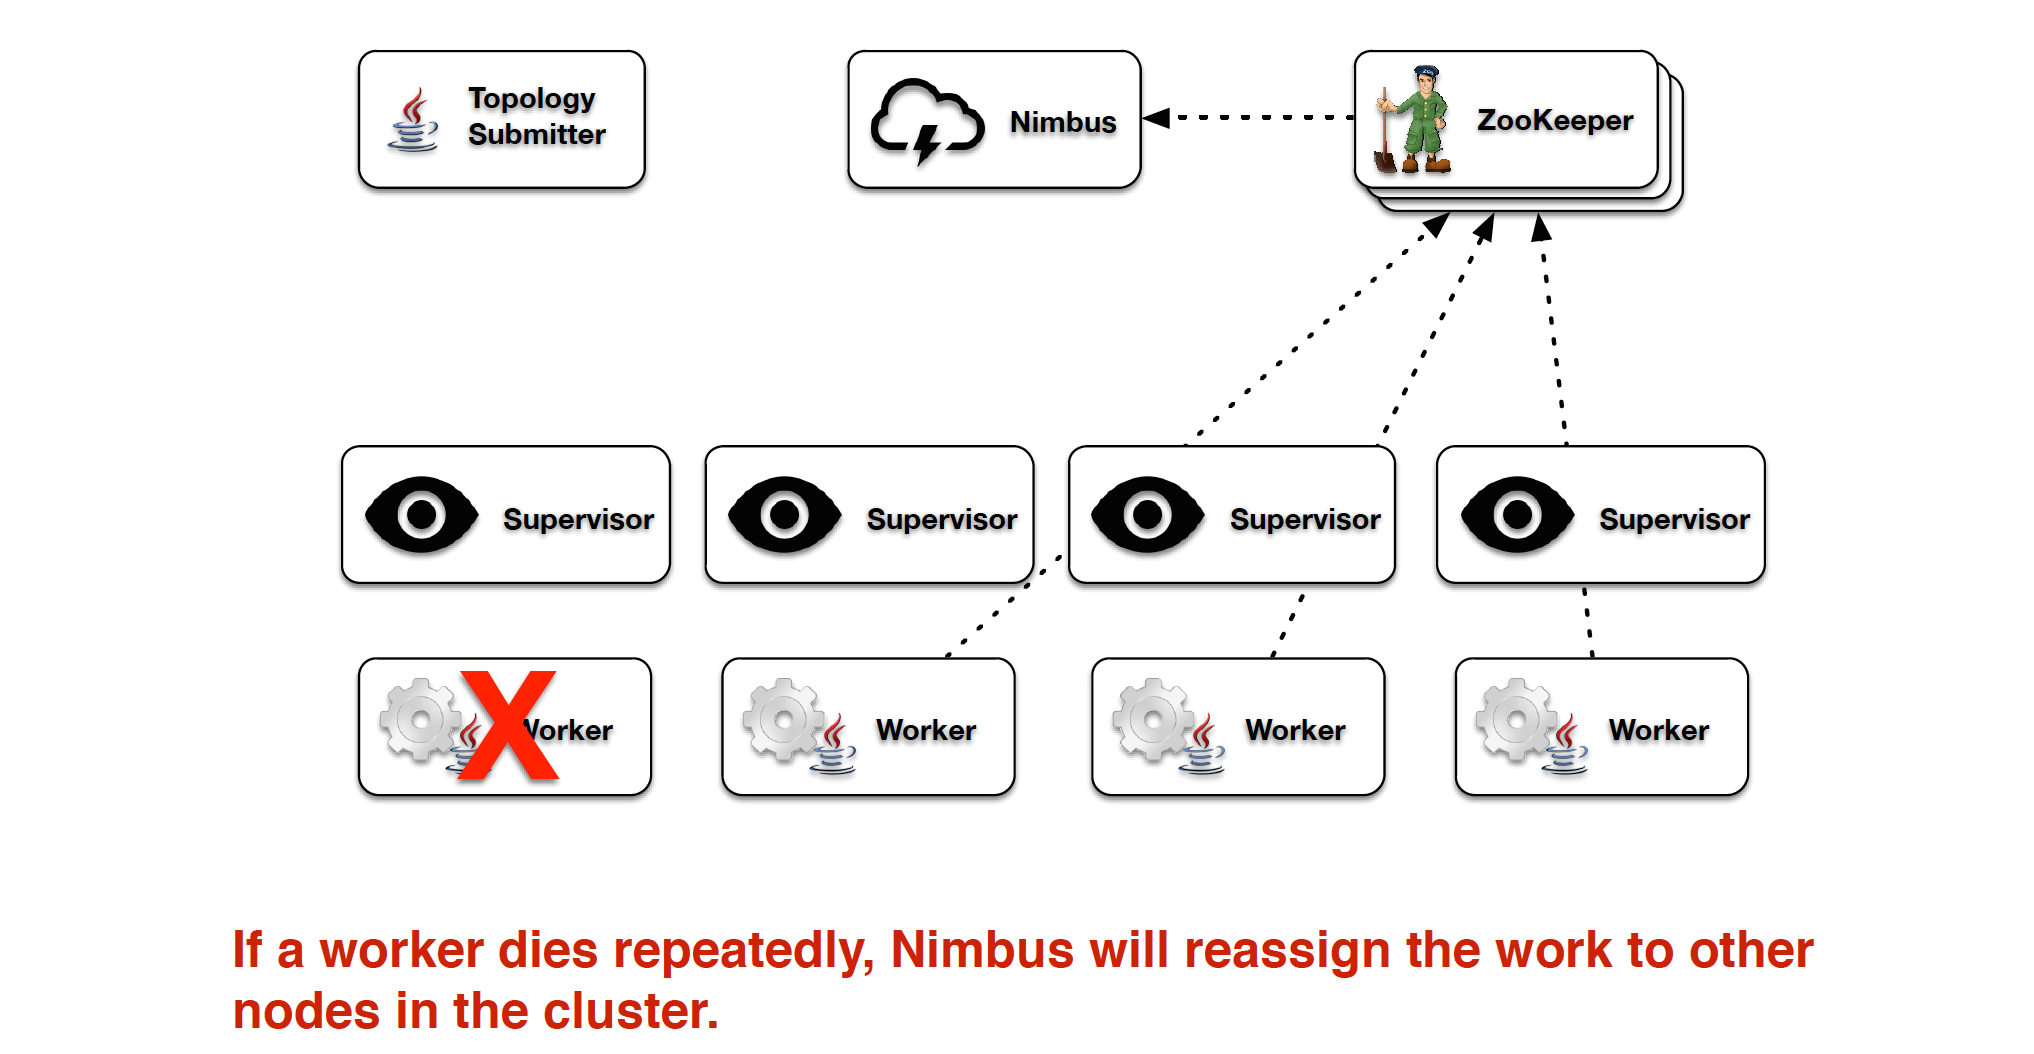 Topology
Submitter
Nimbus
ZooKeeper
Supervisor
Supervisor
Supervisor
Supervisor
Worker
Worker
Worker
Worker
If a worker dies repeatedly, Nimbus will reassign the work to other
nodes in the cluster.